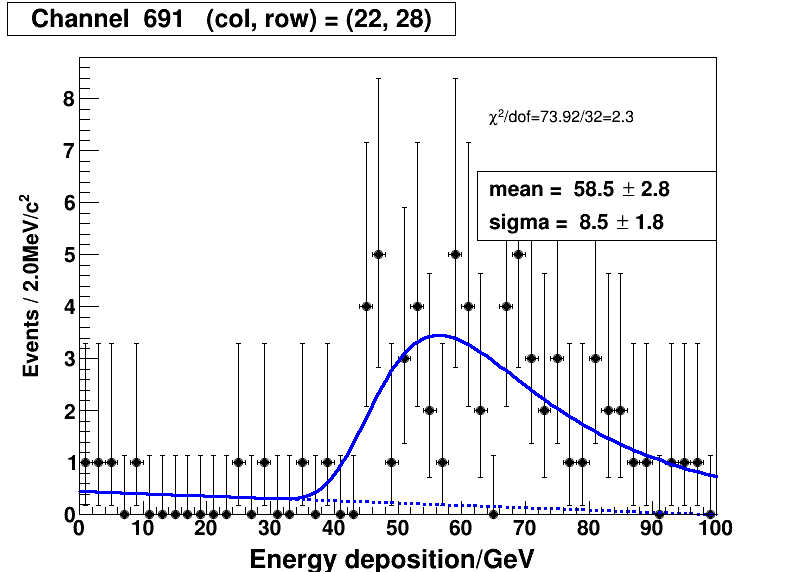 Channel  691   (col, row) = (22, 28)
χ²/dof=73.92/32=2.3
mean =  58.5 ± 2.8
sigma =  8.5 ± 1.8
Events / 2.0MeV/c²
8
7
6
5
4
3
2
1
0
0 10 20 30 40 50 60 70 80 90 100
Energy deposition/GeV